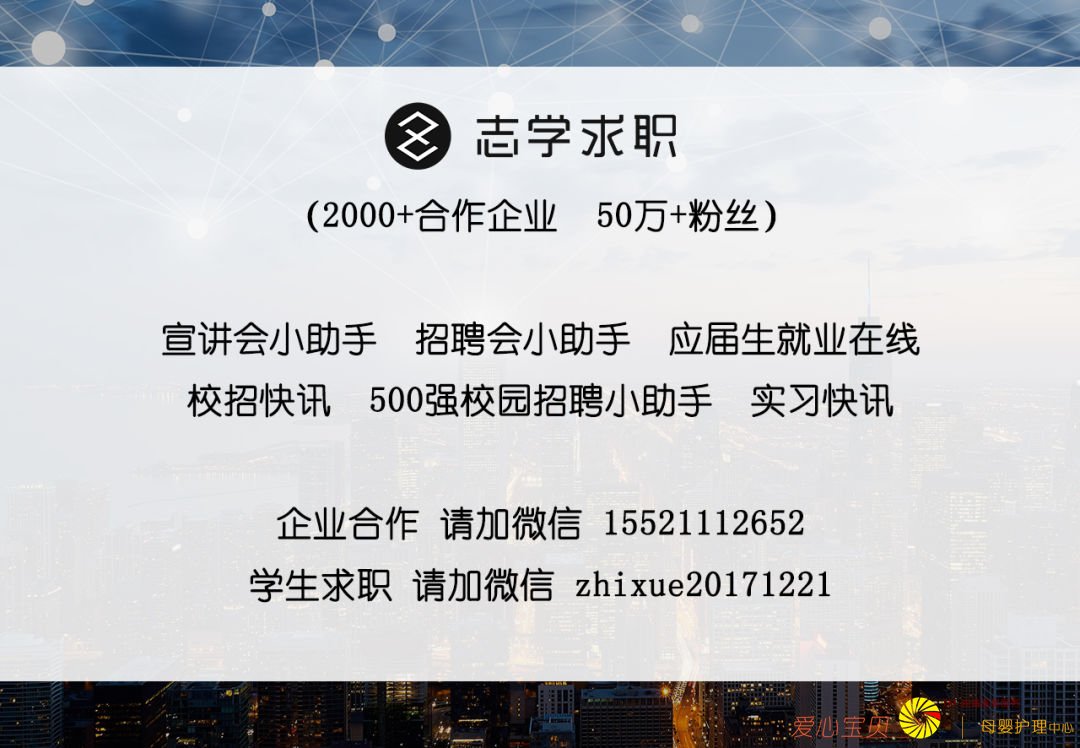 志学求职
(2000+合作企业 50万+粉丝)
宣讲会小助手 招聘会小助手 应届生就业在线
校招快讯 500强校园招聘小助手 实习快讯
企业合作 请加微信 15521112652
学生求职 请加微信 zhixue20171221
爱心宝贝 母婴护理中心